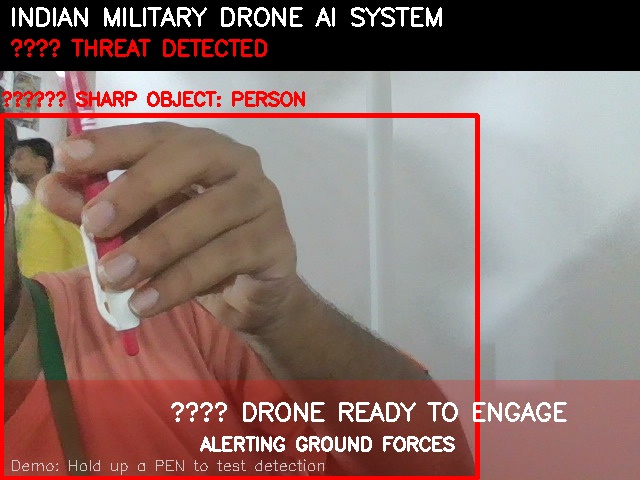 INDIAN MILITARY DRONE AI SYSTEM
???? THREAT DETECTED
?????? SHARP OBJECT: PERSON
???? DRONE READY TO ENGAGE
ALERTING GROUND FORCES
Demo: Hold up a PEN to test detection